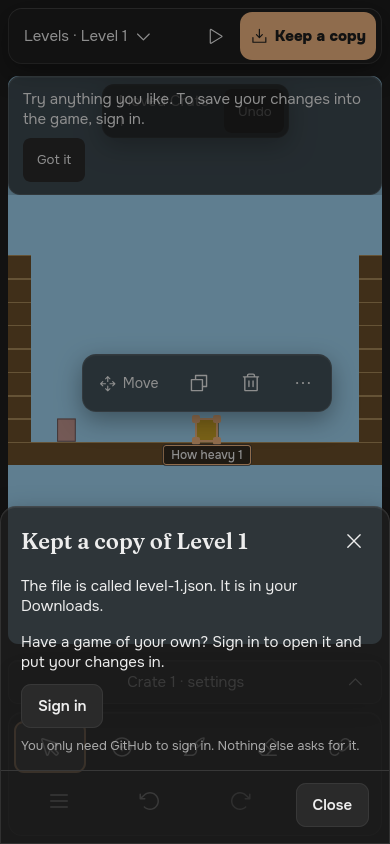 Levels · Level 1
Keep a copy
Try anything you like. To save your changes into
the game, sign in.
Undo
Got it
Move
How heavy 1
Kept a copy of Level 1
The file is called level-1.json. It is in your
Downloads.
Have a game of your own? Sign in to open it and
put your changes in.
Crate 1 · settings
Sign in
You only need GitHub to sign in. Nothing else asks for it.
Close